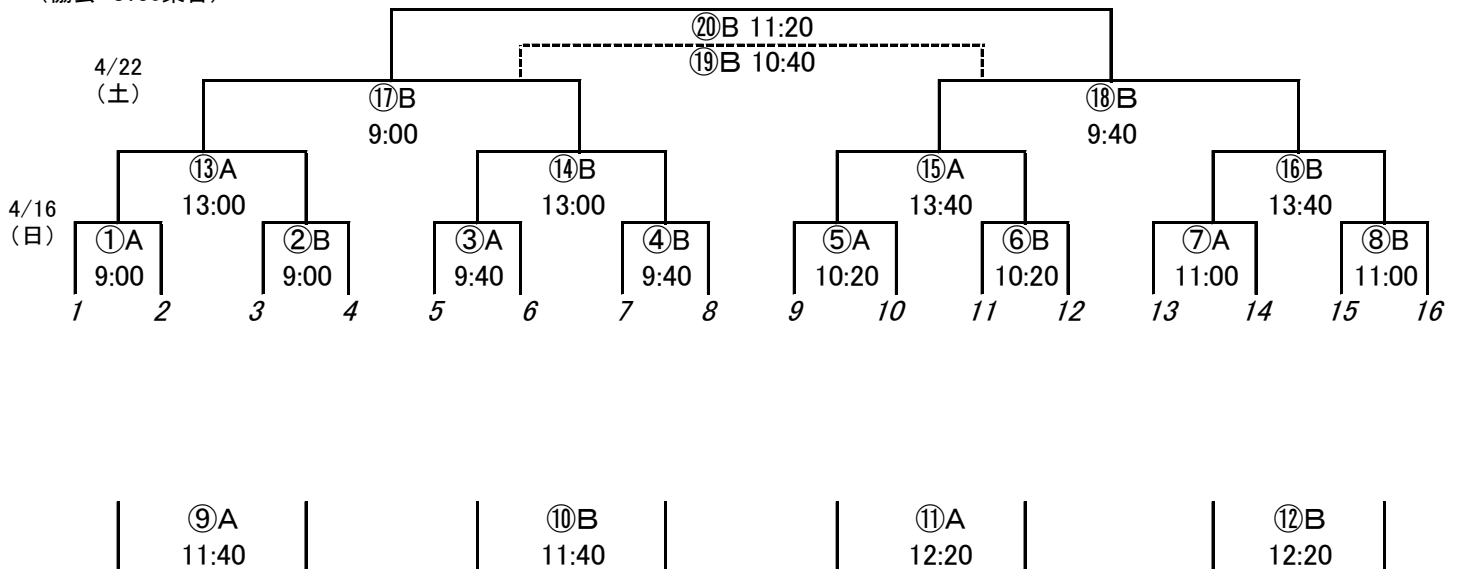 ⑳B 11:20
⑲B 10:40
4/22
（土）
⑰B
⑱B
9:00
9:40
⑬A
⑭B
⑮A
⑯B
13:00
13:00
13:40
13:40
4/16
（日）
①A
②B
③A
④B
⑤A
⑥B
⑦A
⑧B
9:00
9:00
9:40
9:40
10:20
10:20
11:00
11:00
1 2 3 4 5 6 7 8 9 10 11 12 13 14 15 16
⑨A
⑩B
⑪A
⑫B
11:40
11:40
12:20
12:20